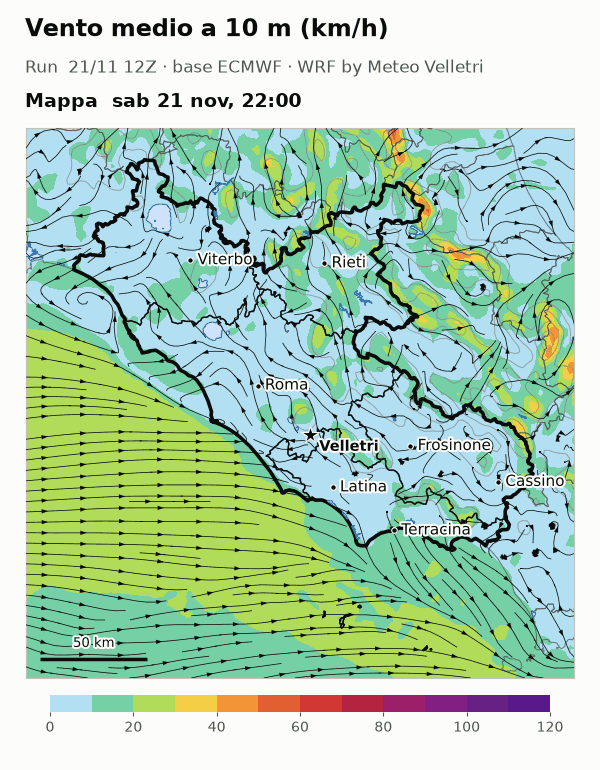 Vento medio a 10 m (km/h)
Run  21/11 12Z · base ECMWF · WRF by Meteo Velletri
Mappa  sab 21 nov, 22:00
Viterbo
Rieti
Roma
Velletri
Frosinone
Cassino
Latina
Terracina
50 km
0 20 40 60 80 100 120